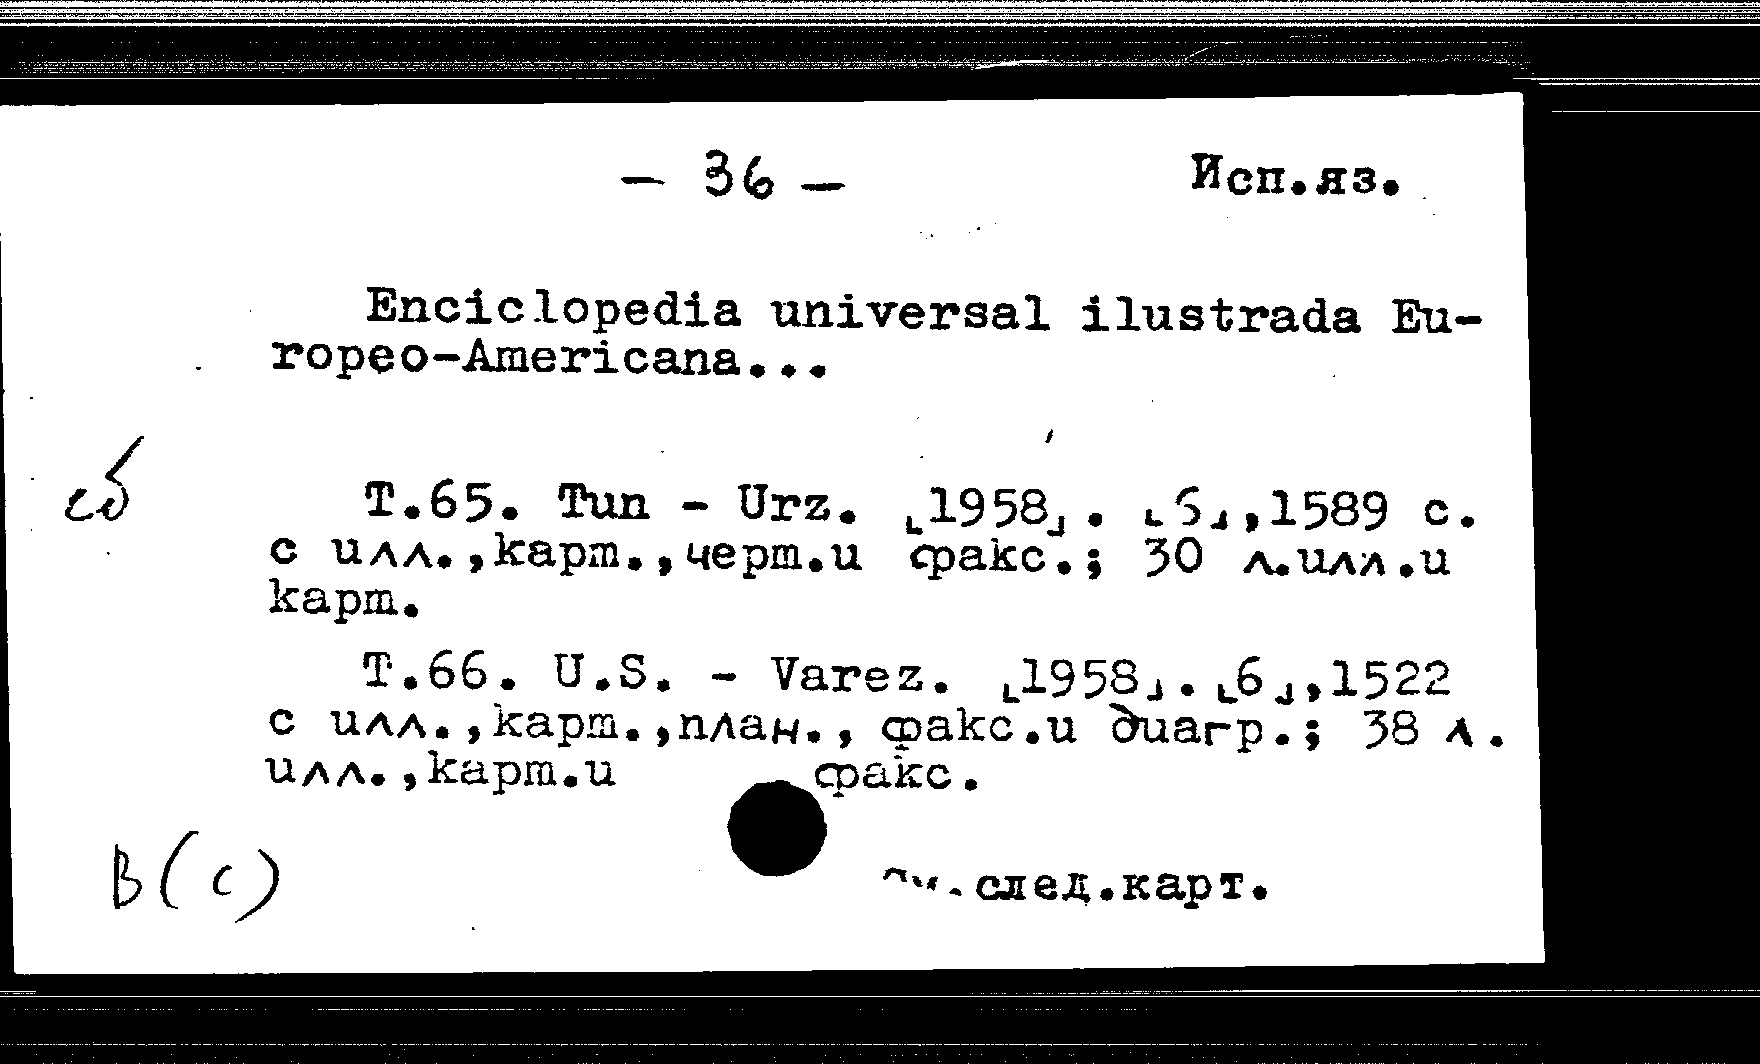 – 36 –
Исп.яз.
Enciclopedia universal ilustrada Eu-
ropeo-Americana...
сб
Т.65. Tun - Urz. ⌞1958⌟. ⌞6⌟,1589 с.
с илл.,карт.,черт.и факс.; 30 л.илл.и
карт.
Т.66. U.S. - Varez. ⌞1958⌟.⌞6⌟,1522
с илл.,карт.,план., факс.и диагр.; 38 л.
илл.,карт.и факс.
В(с)
след.карт.